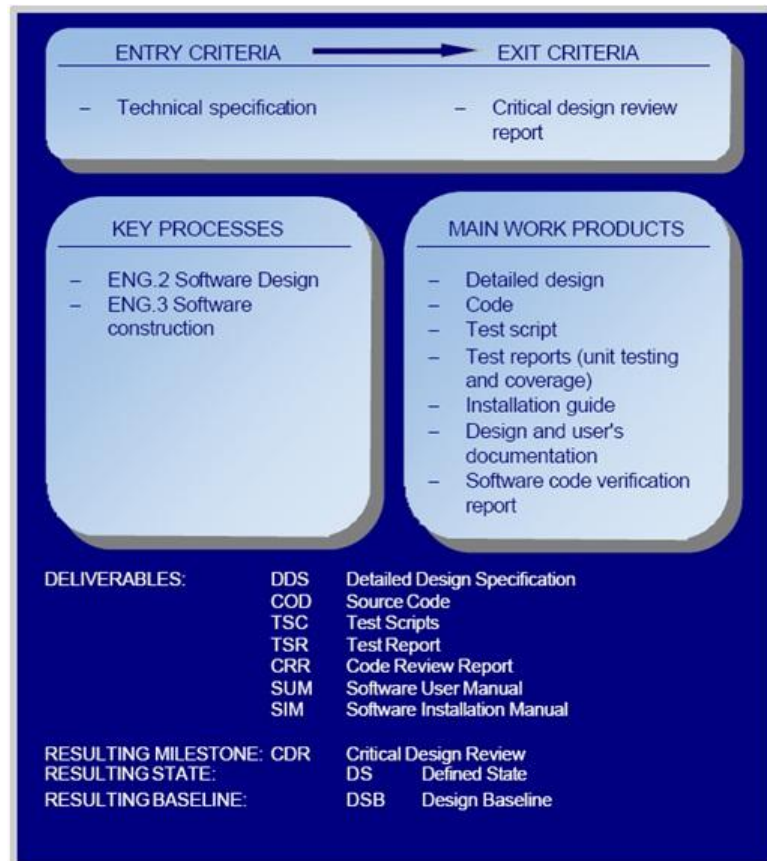 ENTRY CRITERIA
EXIT CRITERIA
– Technical specification
– Critical design review
report
KEY PROCESSES
– ENG.2 Software Design
– ENG.3 Software
construction
MAIN WORK PRODUCTS
– Detailed design
– Code
– Test script
– Test reports (unit testing
and coverage)
– Installation guide
– Design and user's
documentation
– Software code verification
report
DELIVERABLES: DDS Detailed Design Specification
COD Source Code
TSC Test Scripts
TSR Test Report
CRR Code Review Report
SUM Software User Manual
SIM Software Installation Manual
RESULTING MILESTONE: CDR Critical Design Review
RESULTING STATE: DS Defined State
RESULTING BASELINE: DSB Design Baseline